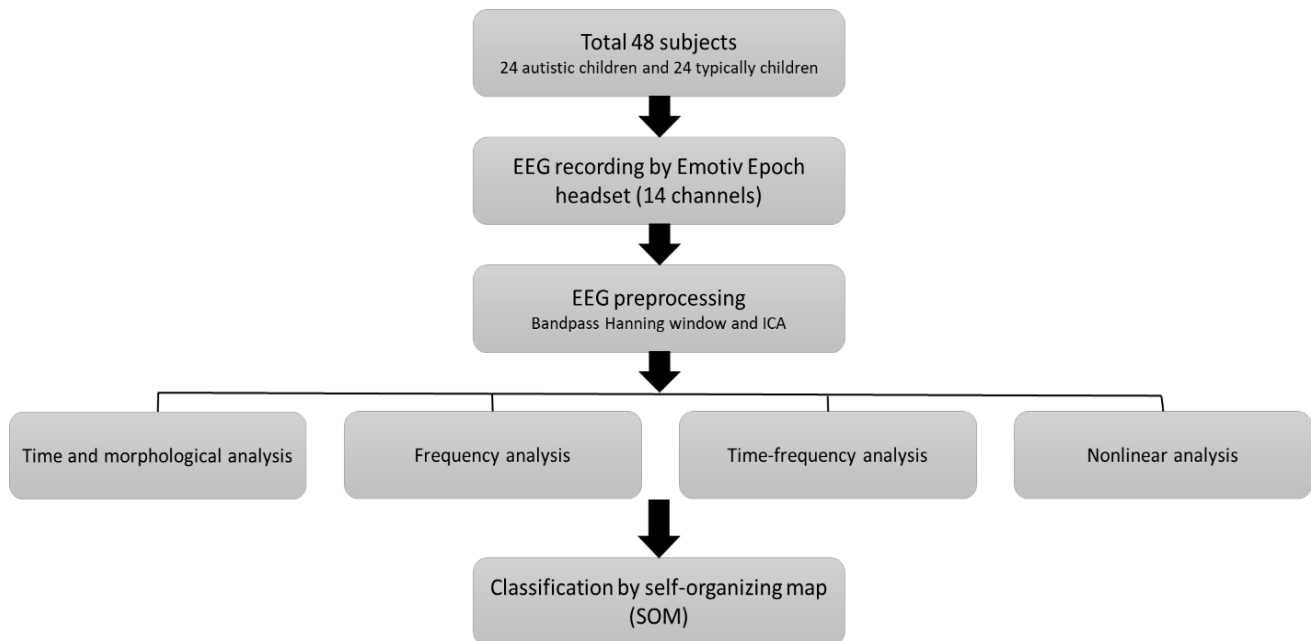 Total 48 subjects
24 autistic children and 24 typically children
EEG recording by Emotiv Epoch
headset (14 channels)
EEG preprocessing
Bandpass Hanning window and ICA
Time and morphological analysis
Frequency analysis
Time-frequency analysis
Nonlinear analysis
Classification by self-organizing map
(SOM)